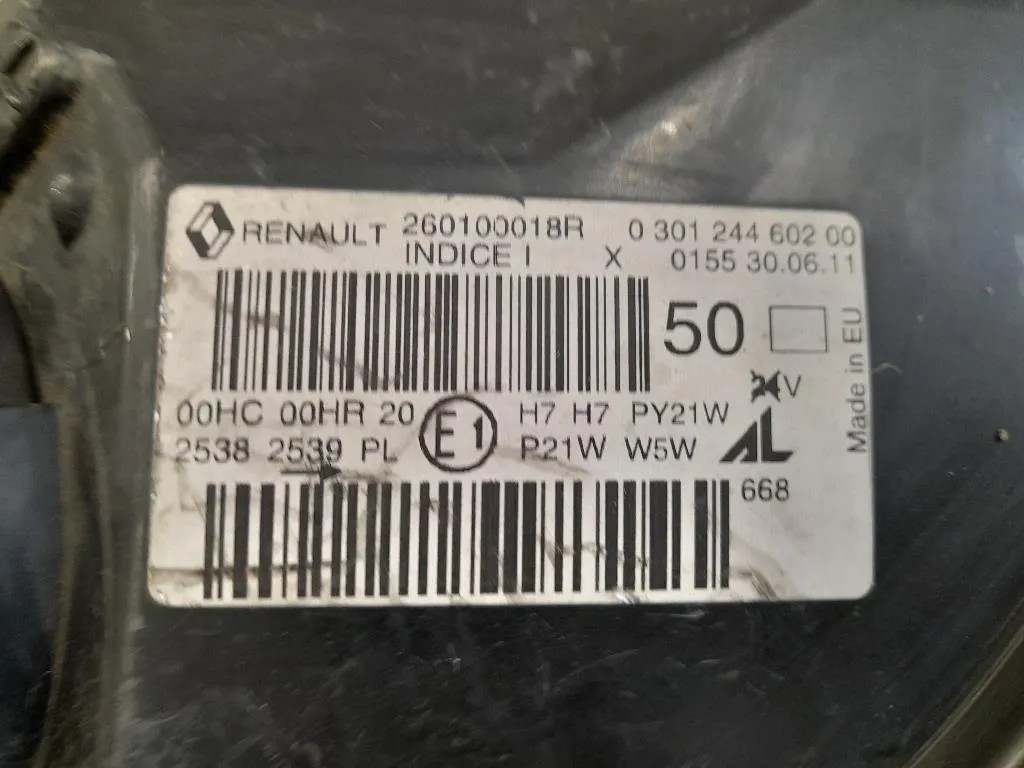 RENAULT 260100018R 0 301 244 602 00
INDICE I X 0155 30.06.11
50
Made in EU
V
00HC 00HR 20 E1 H7 H7 PY21W
2538 2539 PL P21W W5W AL
668